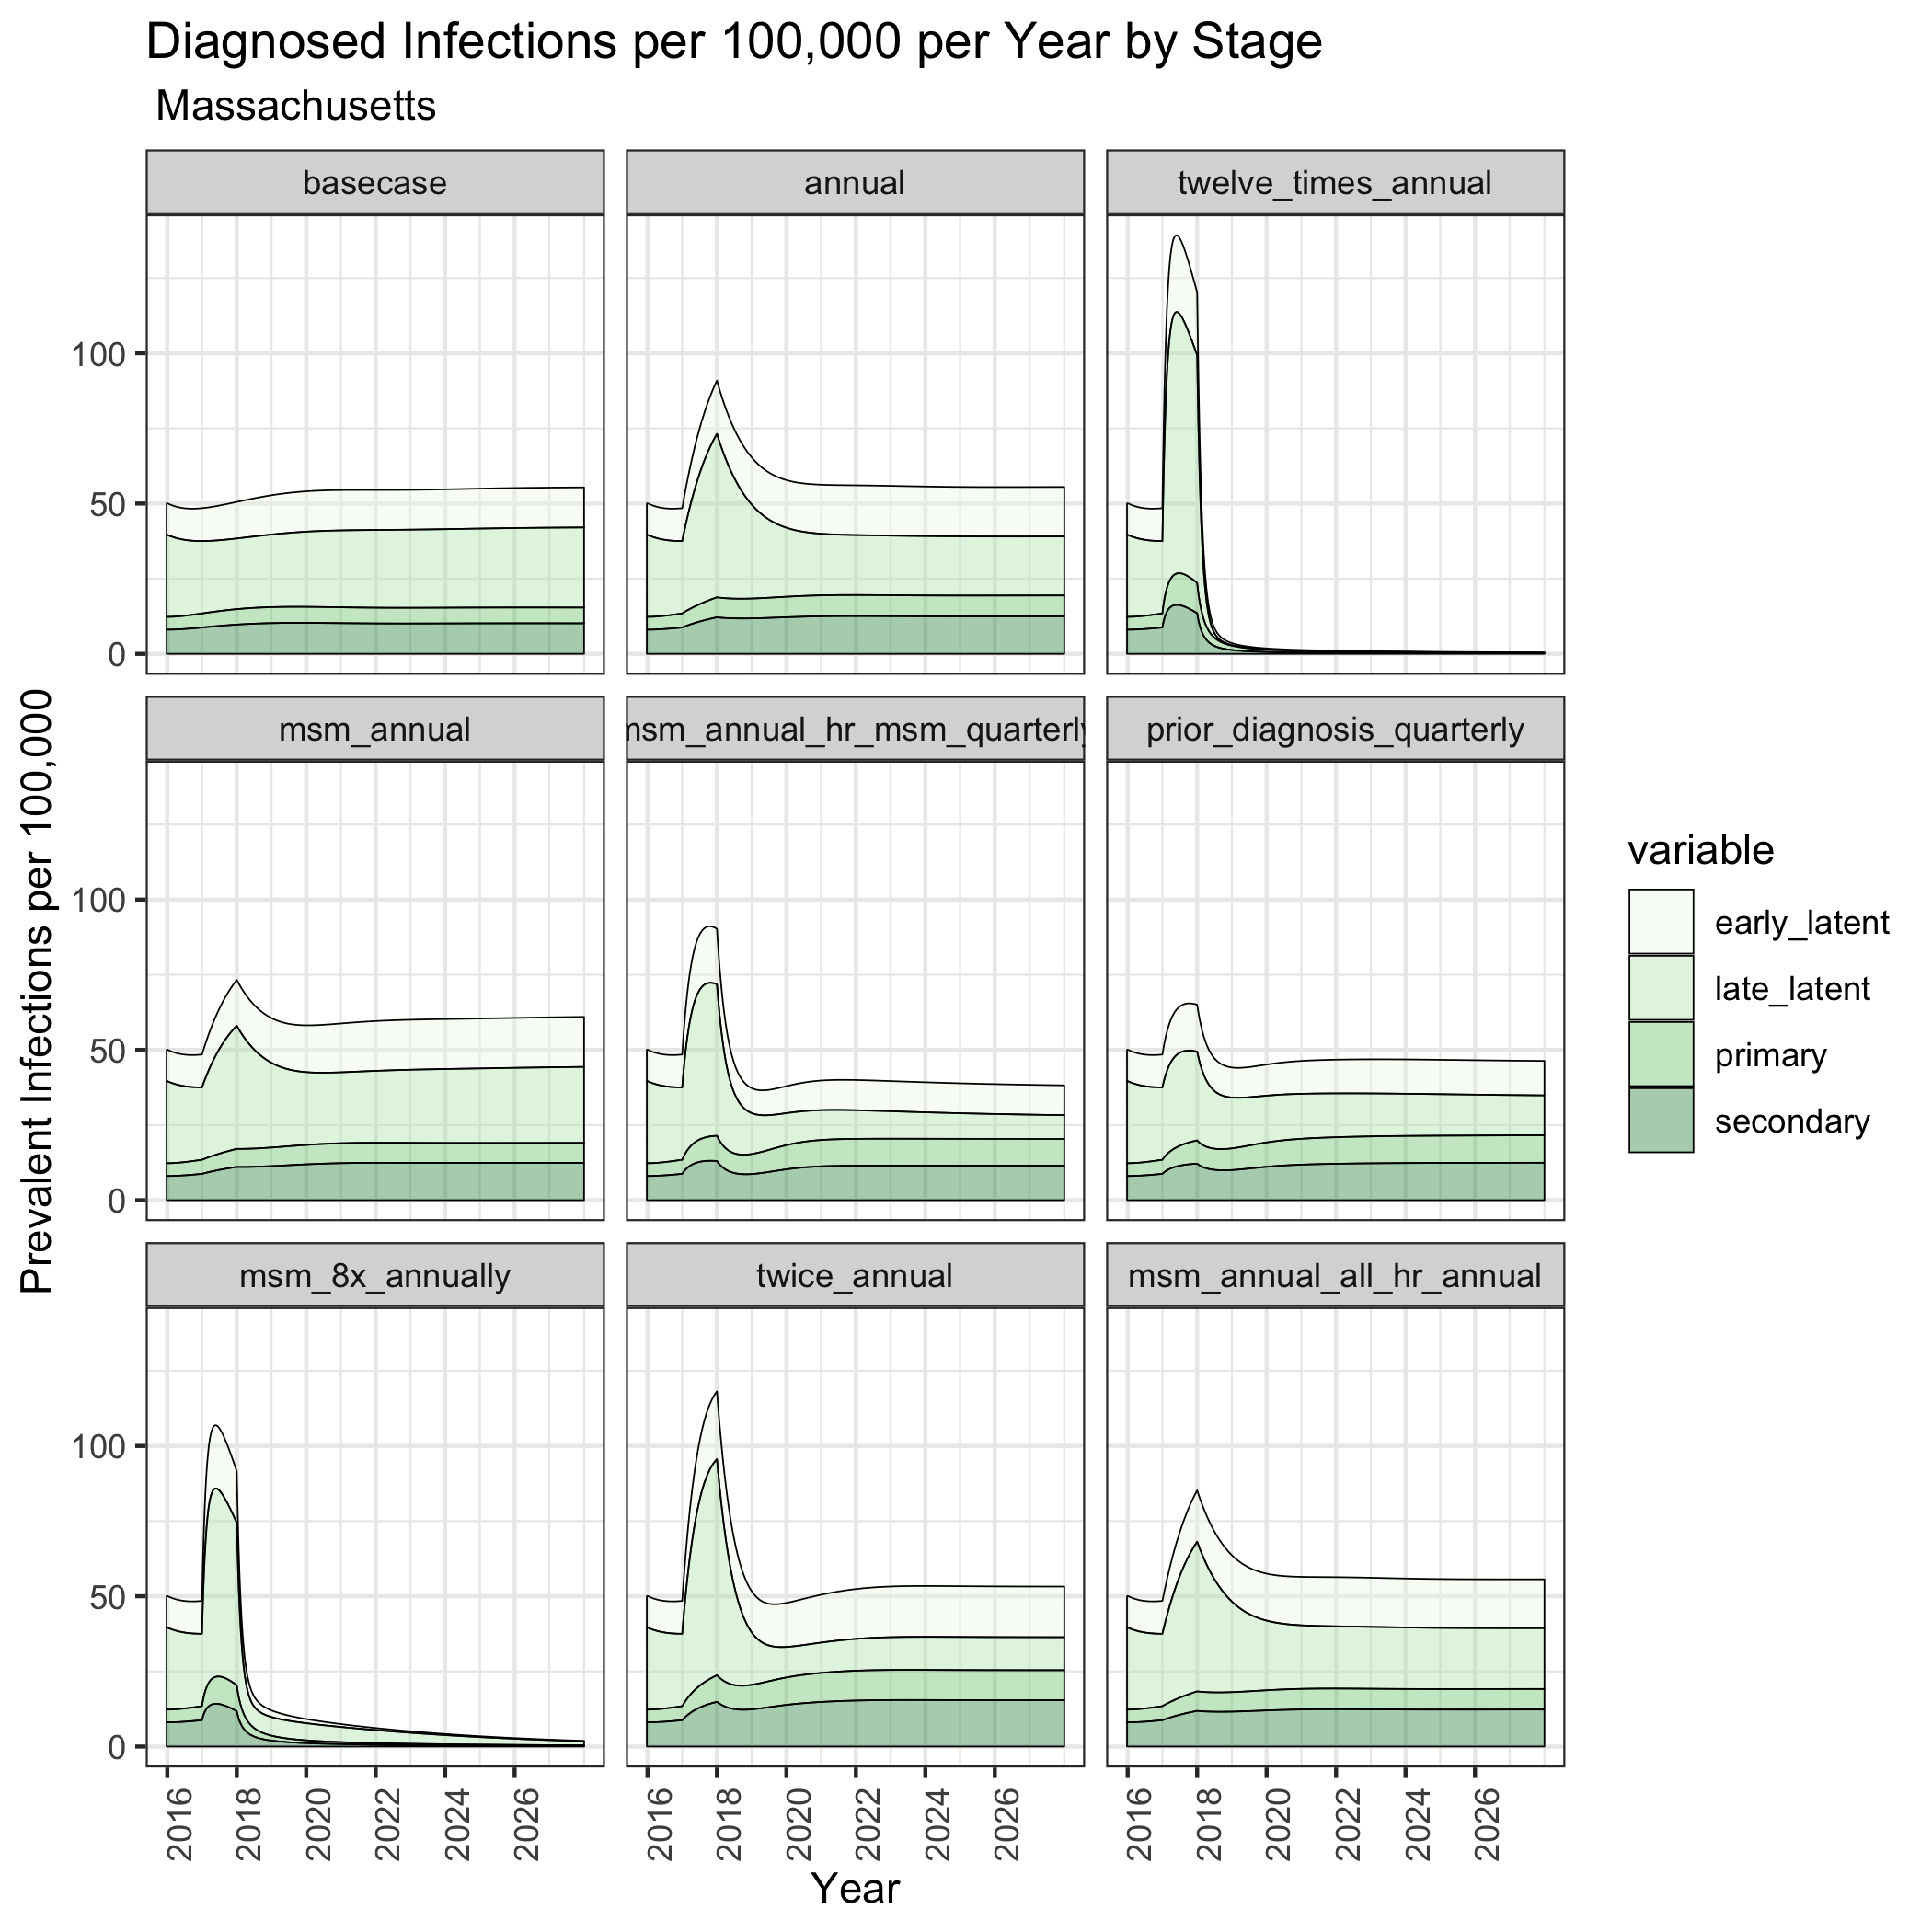 Diagnosed Infections per 100,000 per Year by Stage
Massachusetts
basecase
annual
twelve_times_annual
100
50
0
msm_annual
msm_annual_hr_msm_quarterly
prior_diagnosis_quarterly
100
50
0
msm_8x_annually
twice_annual
msm_annual_all_hr_annual
100
50
0
2016 2018 2020 2022 2024 2026
2016 2018 2020 2022 2024 2026
2016 2018 2020 2022 2024 2026
Year
Prevalent Infections per 100,000
variable
early_latent
late_latent
primary
secondary